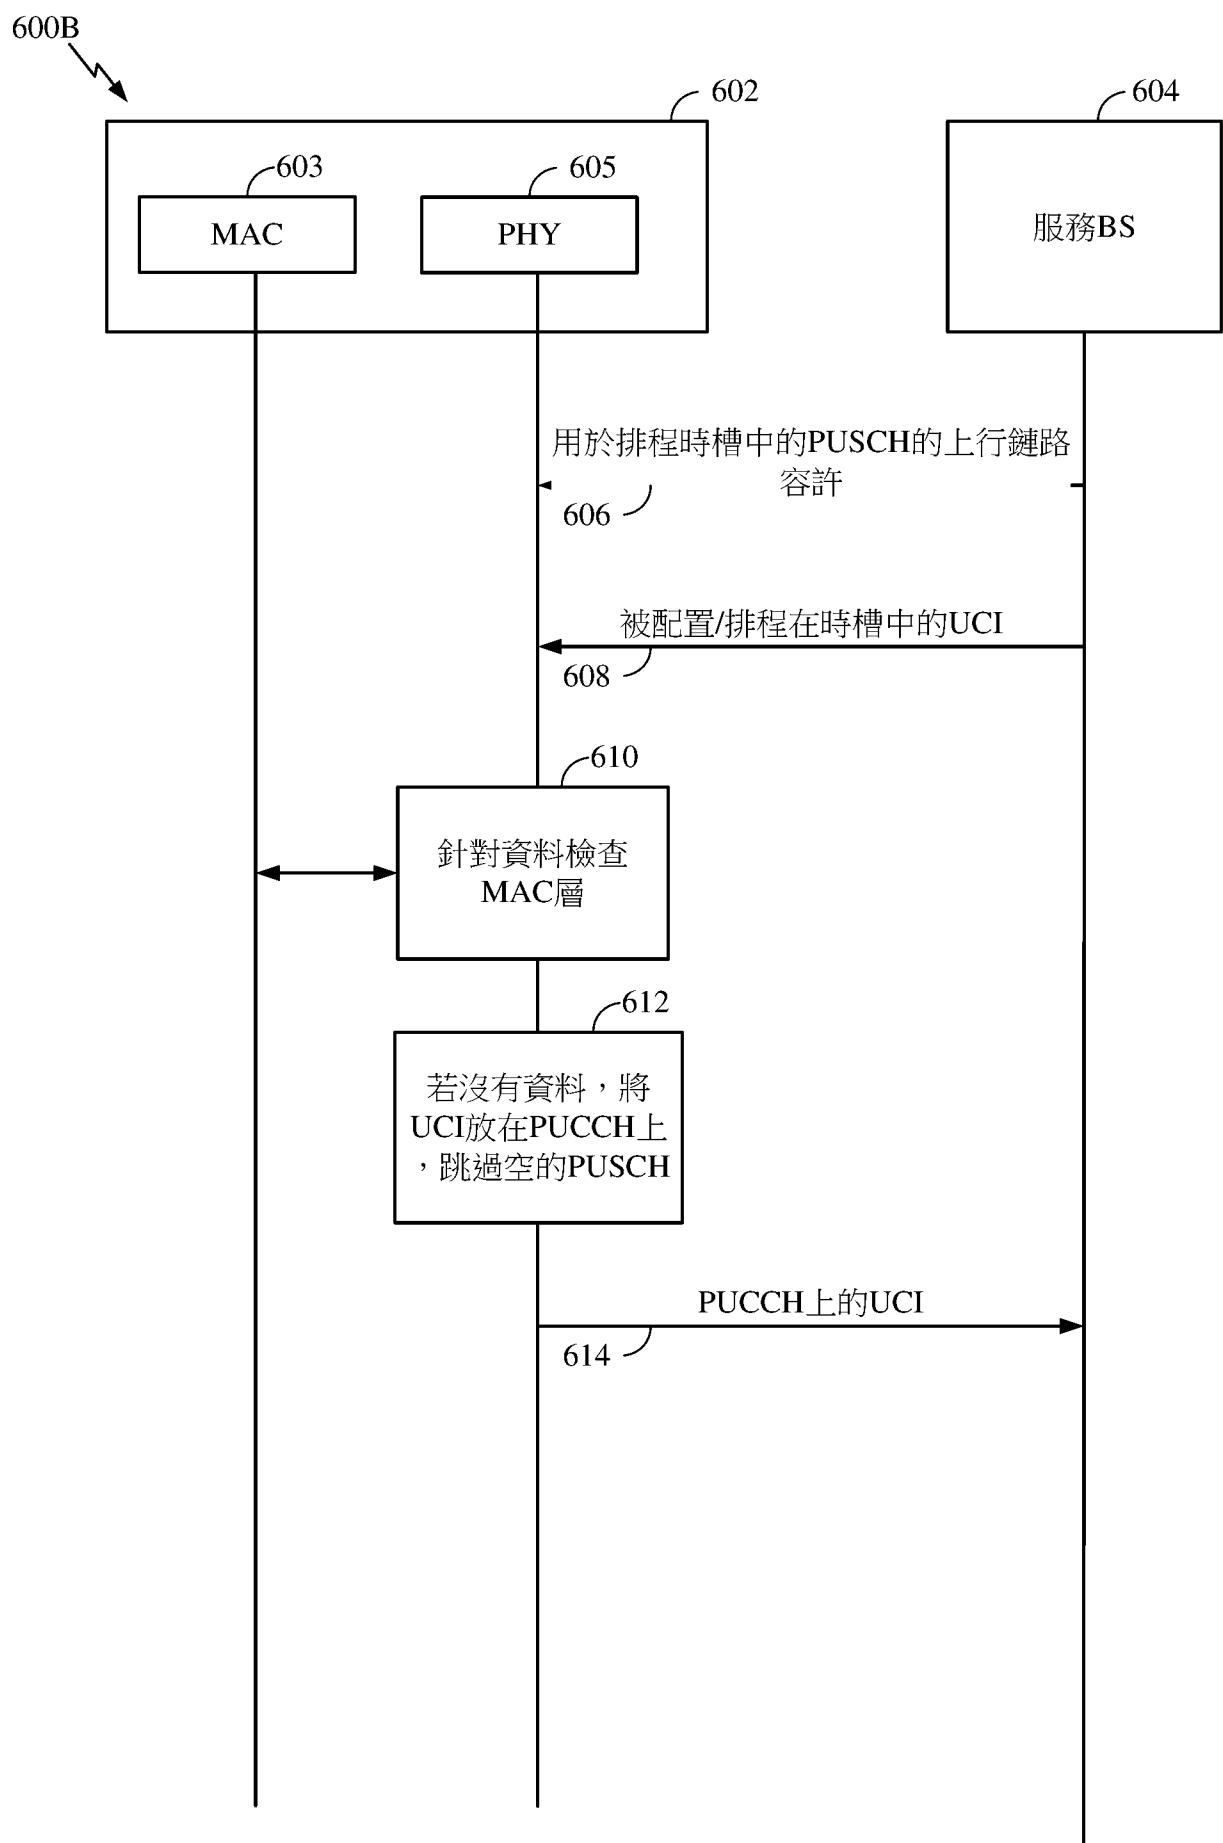 600B
602
604
603
605
MAC
PHY
服務BS
用於排程時槽中的PUSCH的上行鏈路
容許
606
被配置/排程在時槽中的UCI
608
610
針對資料檢查
MAC層
612
若沒有資料，將
UCI放在PUCCH上
，跳過空的PUSCH
PUCCH上的UCI
614